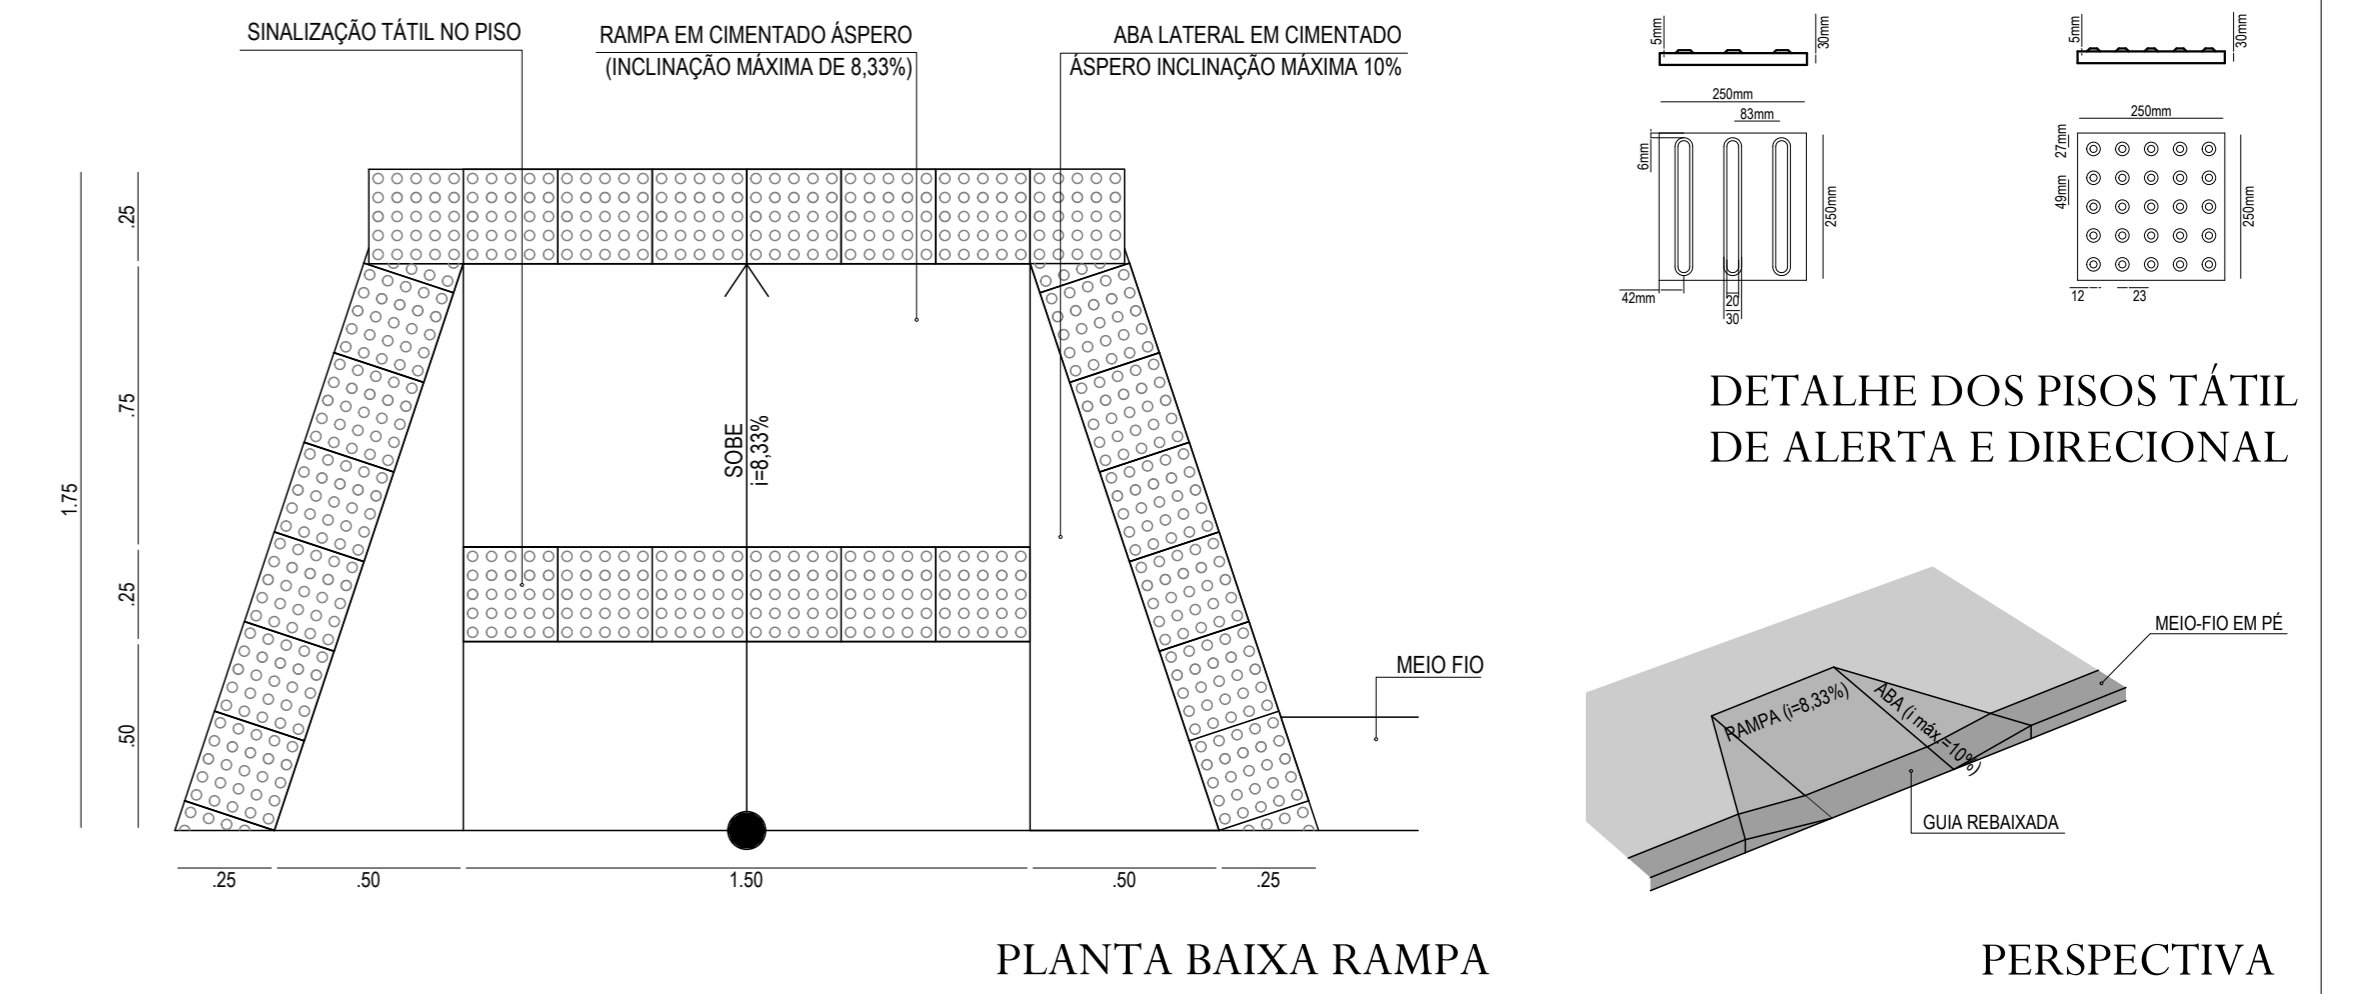 SINALIZAÇÃO TÁTIL NO PISO
RAMPA EM CIMENTADO ÁSPERO
(INCLINAÇÃO MÁXIMA DE 8,33%)
ABA LATERAL EM CIMENTADO
ÁSPERO INCLINAÇÃO MÁXIMA 10%
1.75
.25
.75
.25
.50
SOBE
i=8,33%
MEIO FIO
.25
.50
1.50
.50
.25
PLANTA BAIXA RAMPA
5mm
30mm
250mm
83mm
6mm
250mm
42mm
20
30
5mm
30mm
250mm
27mm
49mm
250mm
12
23
DETALHE DOS PISOS TÁTIL
DE ALERTA E DIRECIONAL
MEIO-FIO EM PÉ
RAMPA (i=8,33%)
ABA (i máx.=10%)
GUIA REBAIXADA
PERSPECTIVA